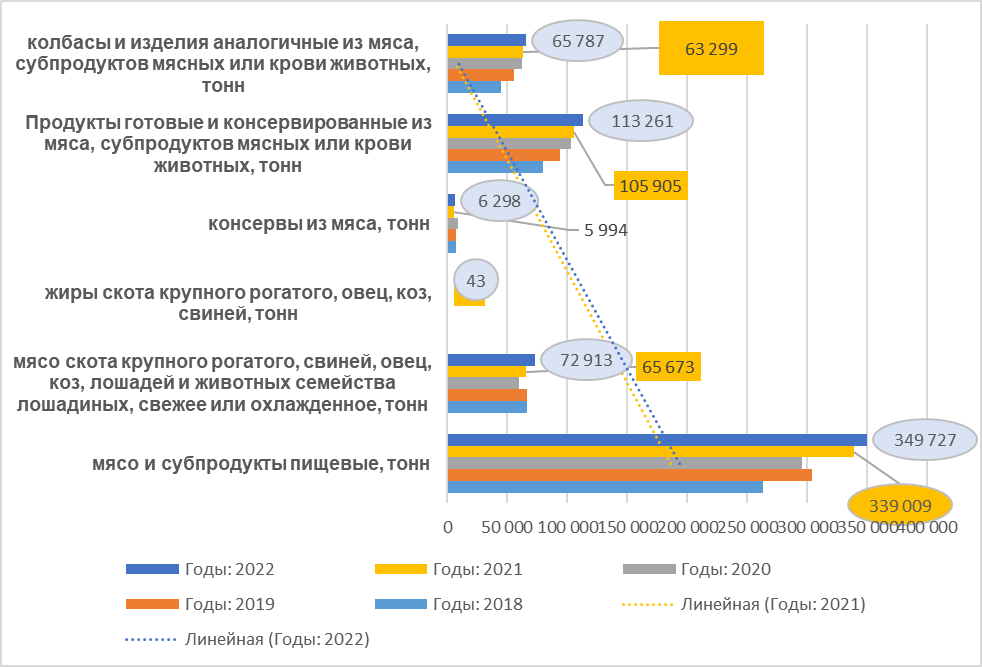 колбасы и изделия аналогичные из мяса,
субпродуктов мясных или крови животных,
тонн
65 787
63 299
Продукты готовые и консервированные из
мяса, субпродуктов мясных или крови
животных, тонн
113 261
105 905
консервы из мяса, тонн
6 298
5 994
жиры скота крупного рогатого, овец, коз,
свиней, тонн
43
мясо скота крупного рогатого, свиней, овец,
коз, лошадей и животных семейства
лошадиных, свежее или охлажденное, тонн
72 913
65 673
мясо и субпродукты пищевые, тонн
349 727
339 009
0 50 000 100 000 150 000 200 000 250 000 300 000 350 000 400 000
Годы: 2022 Годы: 2021 Годы: 2020
Годы: 2019 Годы: 2018 Линейная (Годы: 2021)
Линейная (Годы: 2022)